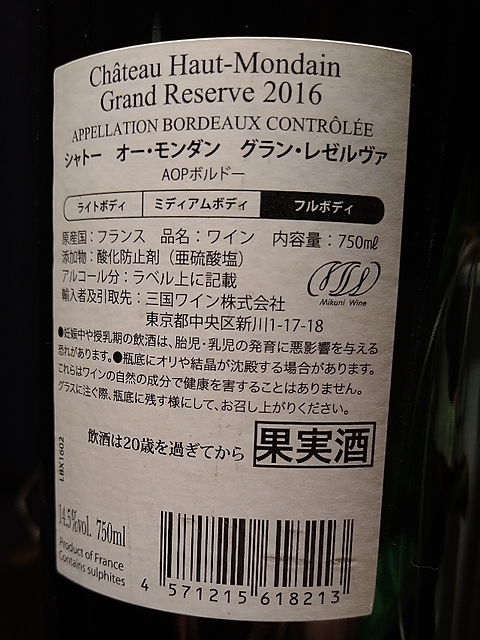 Château Haut-Mondain
Grand Reserve 2016
APPELLATION BORDEAUX CONTRÔLÉE
シャトー オー・モンダン グラン・レゼルヴァ
AOPボルドー
ライトボディ ミディアムボディ フルボディ
原産国：フランス 品名：ワイン 内容量：750㎖
添加物：酸化防止剤（亜硫酸塩）
アルコール分：ラベル上に記載
輸入者及引取先：三国ワイン株式会社
東京都中央区新川1-17-18
Mikuni Wine
●妊娠中や授乳期の飲酒は、胎児・乳児の発育に悪影響を与える
恐れがあります。●瓶底にオリや結晶が沈殿する場合があります。
これらはワインの自然の成分で健康を害することはありません。
グラスに注ぐ際、瓶底に残す様にして、お召し上がりください。
飲酒は20歳を過ぎてから 果実酒
LBX1602
14.5%vol. 750ml
Product of France
Contains sulphites
4 571215 618213